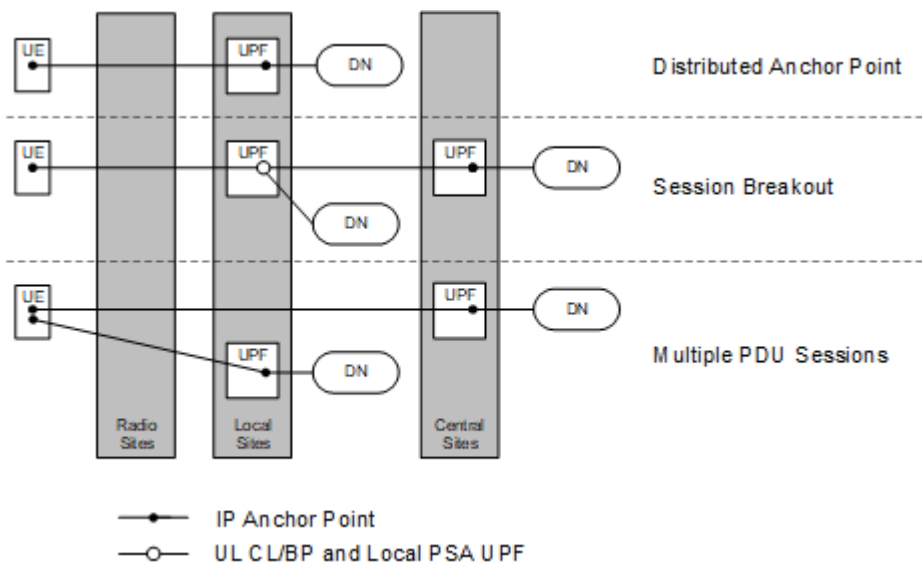 UE
UPF
DN
Distributed Anchor Point
UE
UPF
UPF
DN
Session Breakout
DN
UE
UPF
DN
Multiple PDU Sessions
UPF
DN
Radio
Sites
Local
Sites
Central
Sites
IP Anchor Point
UL CL/BP and Local PSA UPF